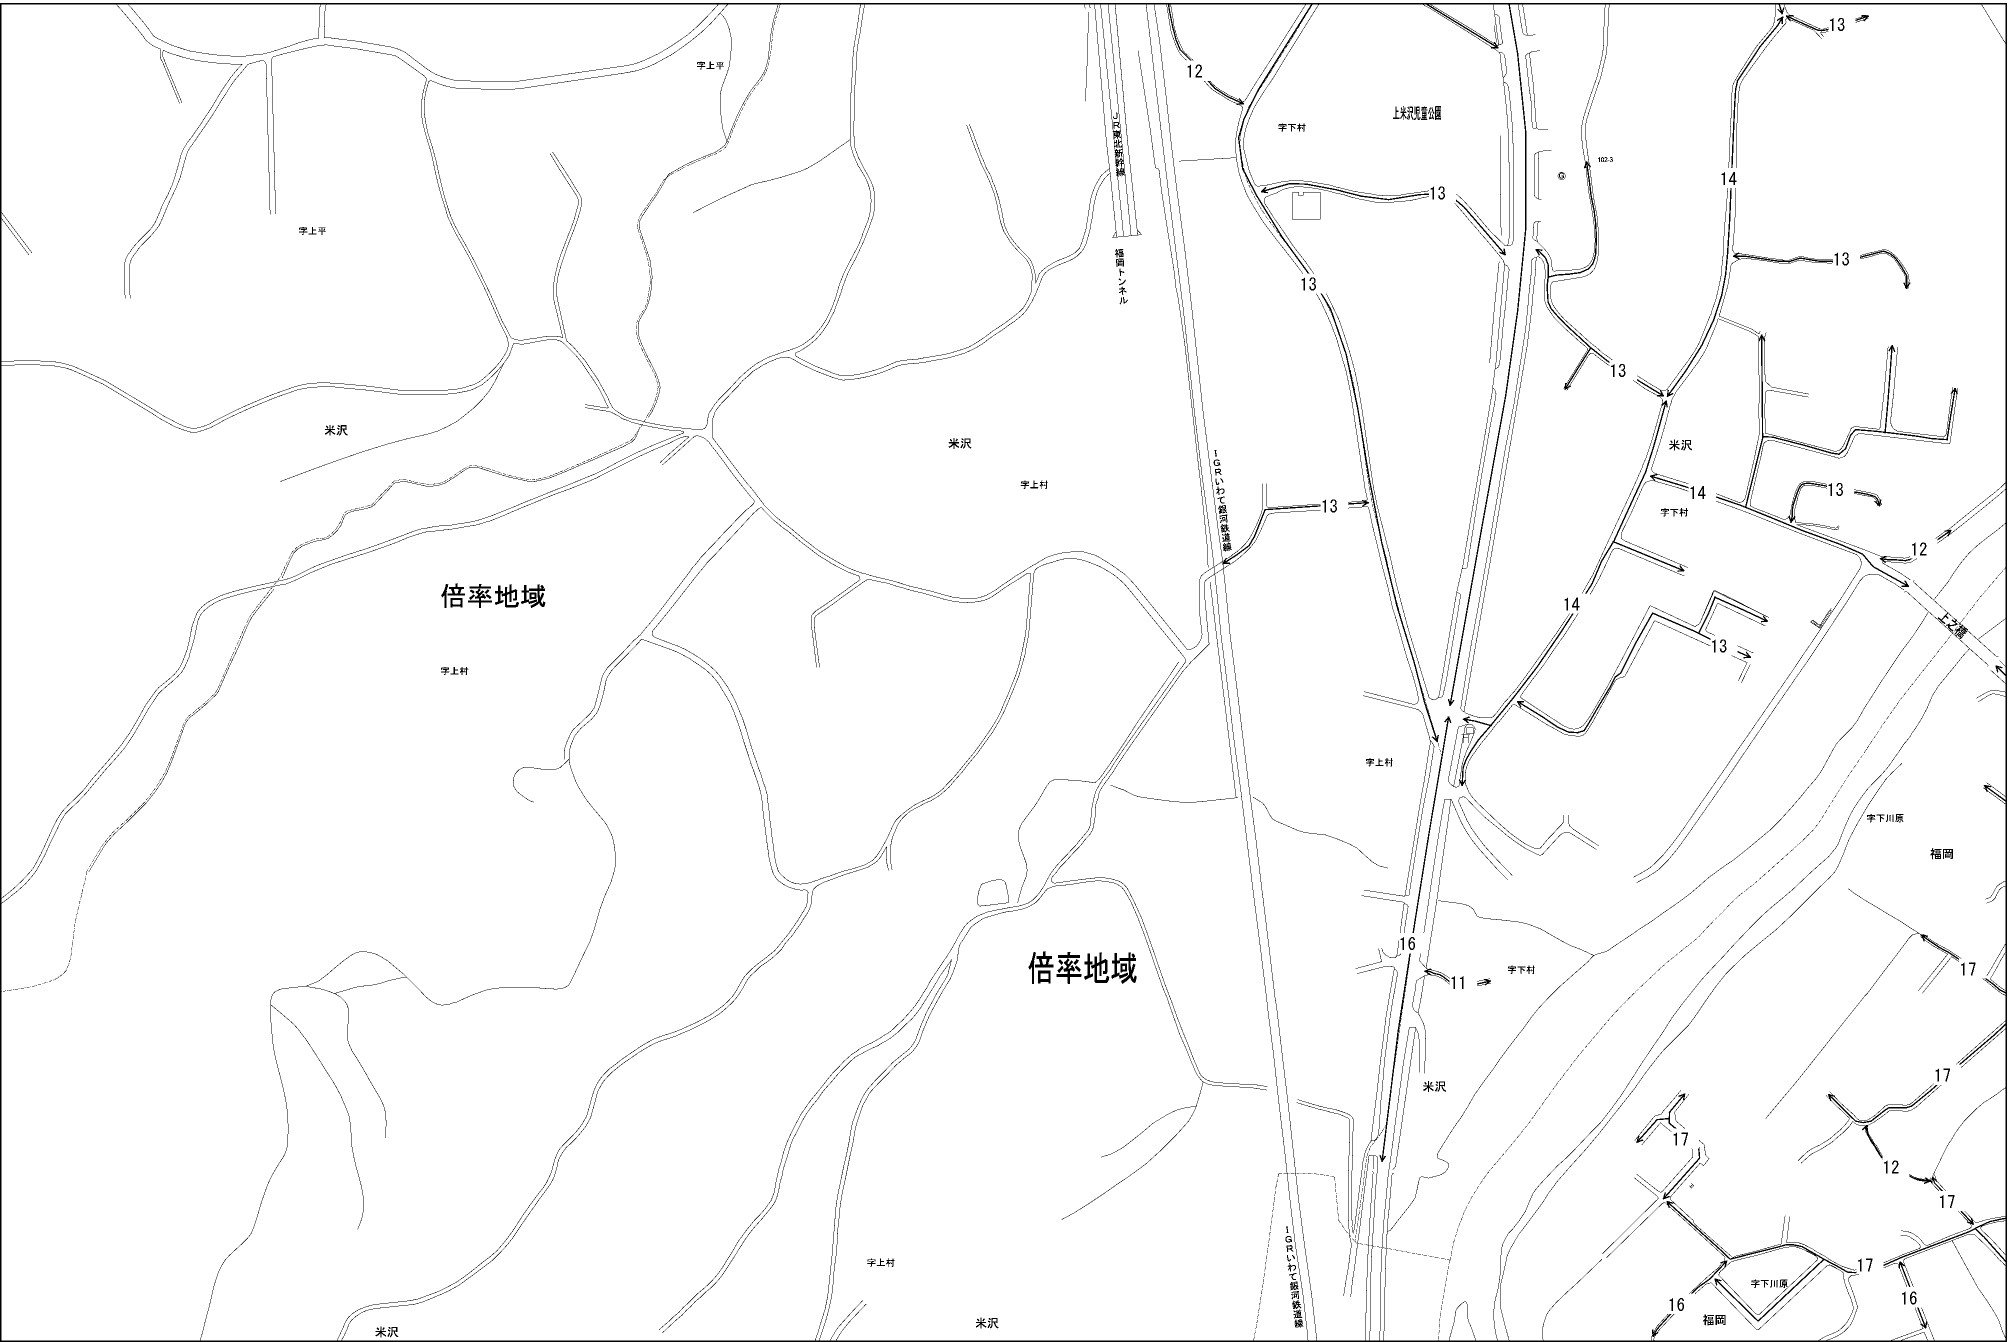 13
字上平
12
JR東北新幹線
字下村
上米沢児童公園
102-3
G
14
13
字上平
13
13
福岡トンネル
13
13
米沢
米沢
米沢
字上村
IGRいわて銀河鉄道線
13
14
13
字下村
12
倍率地域
14
上之橋
13
字上村
字上村
字下川原
福岡
16
倍率地域
11
字下村
17
17
米沢
17
12
17
IGRいわて銀河鉄道線
字上村
17
字下川原
16
16
福岡
米沢
米沢